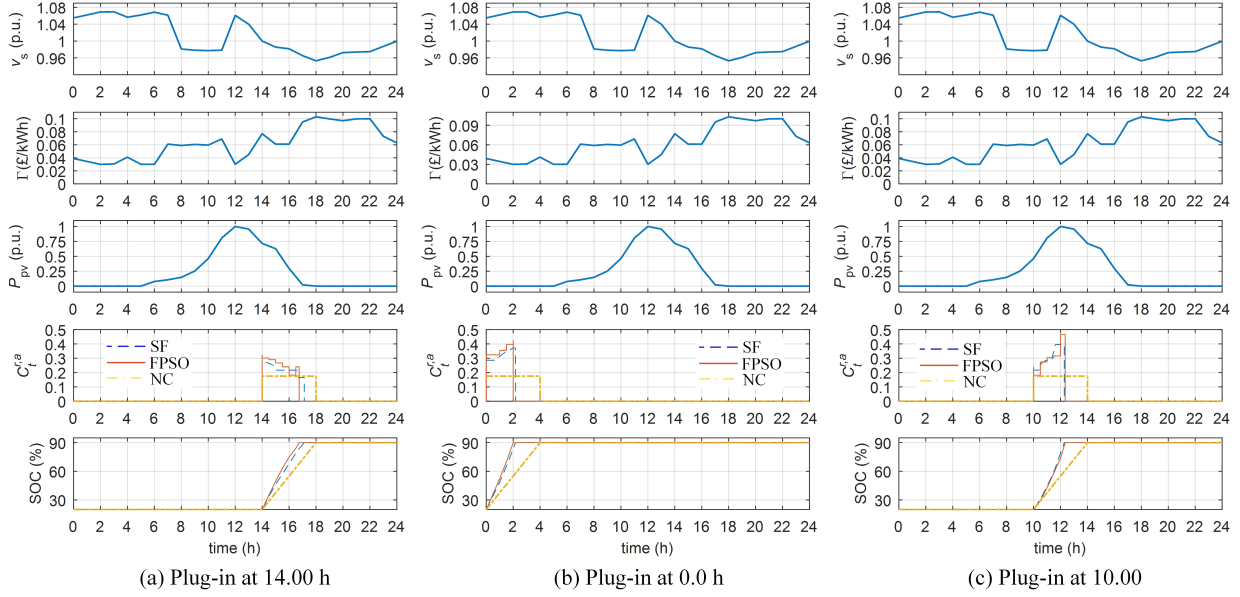 1.08
1.04
1
0.96
v_s (p.u.)
0 2 4 6 8 10 12 14 16 18 20 22 24
0.1
0.08
0.06
0.04
0.02
0
Γ(£/kWh)
0 2 4 6 8 10 12 14 16 18 20 22 24
1
0.75
0.5
0.25
0
P_pv (p.u.)
0 2 4 6 8 10 12 14 16 18 20 22 24
0.5
0.4
0.3
0.2
0.1
0
C_t^{r,a}
SF
FPSO
NC
0 2 4 6 8 10 12 14 16 18 20 22 24
90
60
30
SOC (%)
0 2 4 6 8 10 12 14 16 18 20 22 24
time (h)
(a) Plug-in at 14.00 h
1.08
1.04
1
0.96
v_s (p.u.)
0 2 4 6 8 10 12 14 16 18 20 22 24
0.09
0.06
0.03
0
Γ(£/kWh)
0 2 4 6 8 10 12 14 16 18 20 22 24
1
0.75
0.5
0.25
0
P_pv (p.u.)
0 2 4 6 8 10 12 14 16 18 20 22 24
0.5
0.4
0.3
0.2
0.1
0
C_t^{r,a}
SF
FPSO
NC
0 2 4 6 8 10 12 14 16 18 20 22 24
90
60
30
SOC (%)
0 2 4 6 8 10 12 14 16 18 20 22 24
time (h)
(b) Plug-in at 0.0 h
1.08
1.04
1
0.96
v_s (p.u.)
0 2 4 6 8 10 12 14 16 18 20 22 24
0.1
0.08
0.06
0.04
0.02
0
Γ(£/kWh)
0 2 4 6 8 10 12 14 16 18 20 22 24
1
0.75
0.5
0.25
0
P_pv (p.u.)
0 2 4 6 8 10 12 14 16 18 20 22 24
0.5
0.4
0.3
0.2
0.1
0
C_t^{r,a}
SF
FPSO
NC
0 2 4 6 8 10 12 14 16 18 20 22 24
90
60
30
SOC (%)
0 2 4 6 8 10 12 14 16 18 20 22 24
time (h)
(c) Plug-in at 10.00